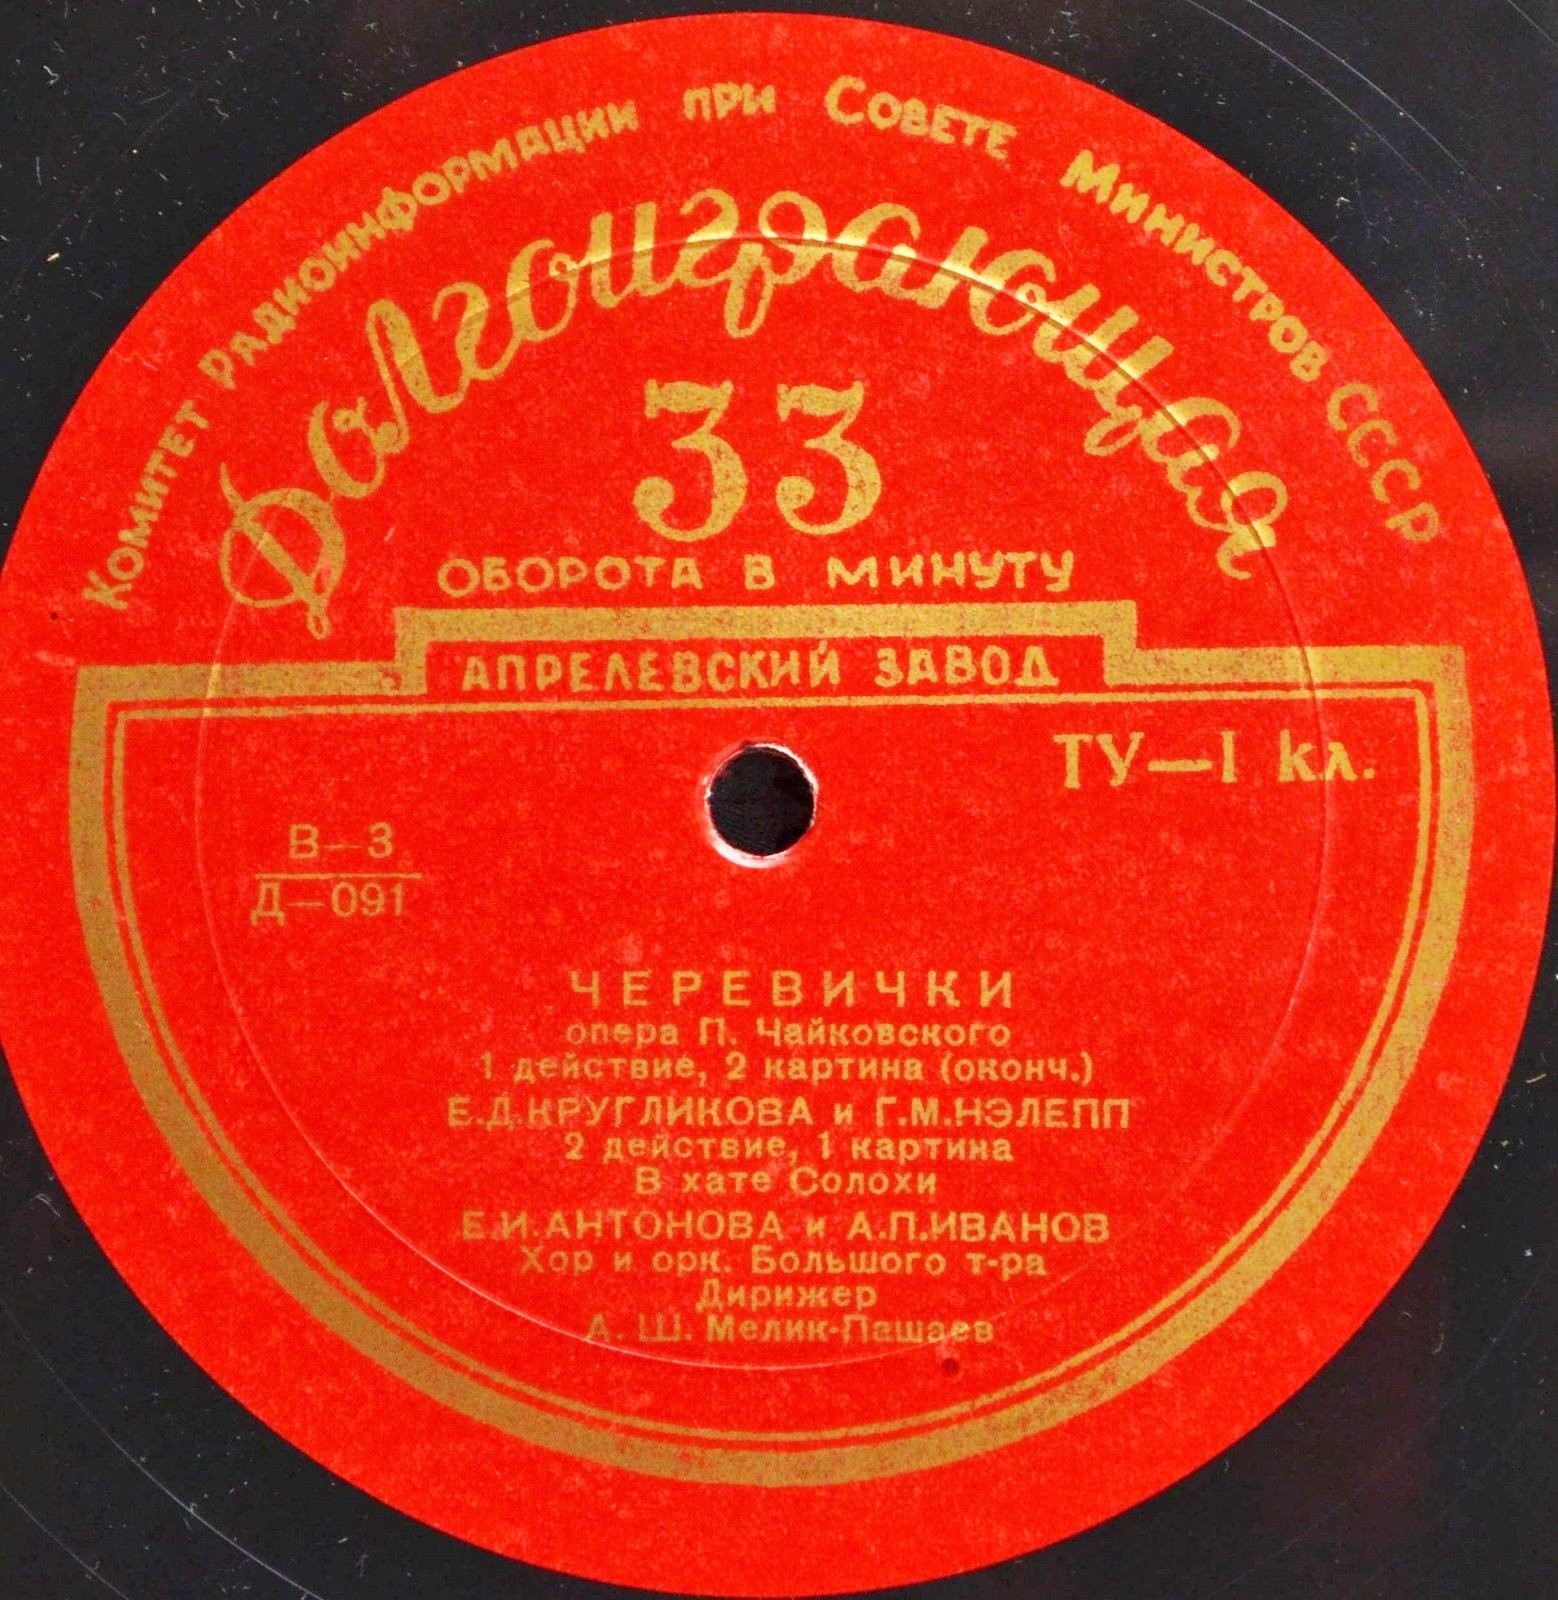 Комитет Радиоинформации при Совете Министров СССР
Долгоиграющая
33
ОБОРОТА В МИНУТУ
АПРЕЛЕВСКИЙ ЗАВОД
ТУ—I кл.
В—3
Д—091
ЧЕРЕВИЧКИ
опера П. Чайковского
1 действие, 2 картина (оконч.)
Е.Д.КРУГЛИКОВА и Г.М.НЭЛЕПП
2 действие, 1 картина
В хате Солохи
Е.И.АНТОНОВА и А.П.ИВАНОВ
Хор и орк. Большого т-ра
Дирижер
А. Ш. Мелик-Пашаев